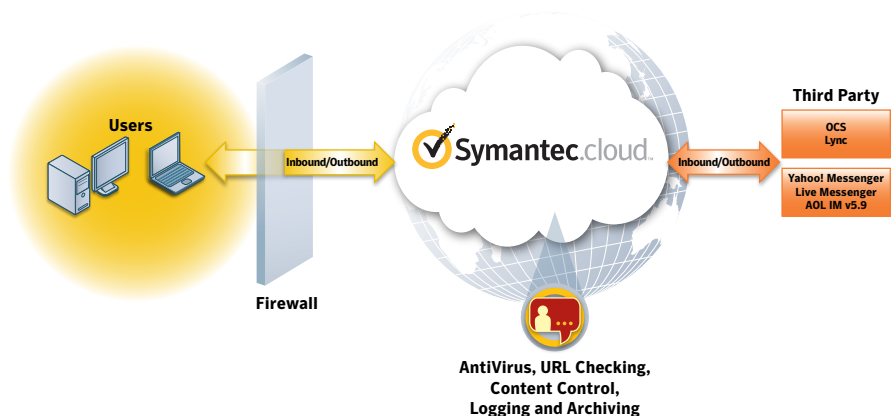 Users
Inbound/Outbound
Firewall
Symantec.cloud™
Inbound/Outbound
Third Party
OCS
Lync
Yahoo! Messenger
Live Messenger
AOL IM v5.9
AntiVirus, URL Checking,
Content Control,
Logging and Archiving